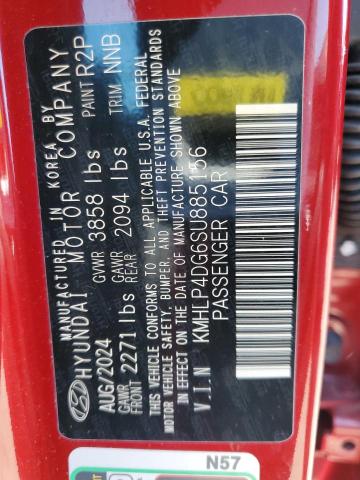 MANUFACTURED IN KOREA BY
HYUNDAI MOTOR COMPANY
AUG/2024 GVWR 3858 lbs PAINT R2P
GAWR FRONT 2271 lbs GAWR REAR 2094 lbs TRIM NNB
THIS VEHICLE CONFORMS TO ALL APPLICABLE U.S.A. FEDERAL
MOTOR VEHICLE SAFETY, BUMPER, AND THEFT PREVENTION STANDARDS
IN EFFECT ON THE DATE OF MANUFACTURE SHOWN ABOVE
V.I.N KMHLP4DG6SU885156
PASSENGER CAR
N57